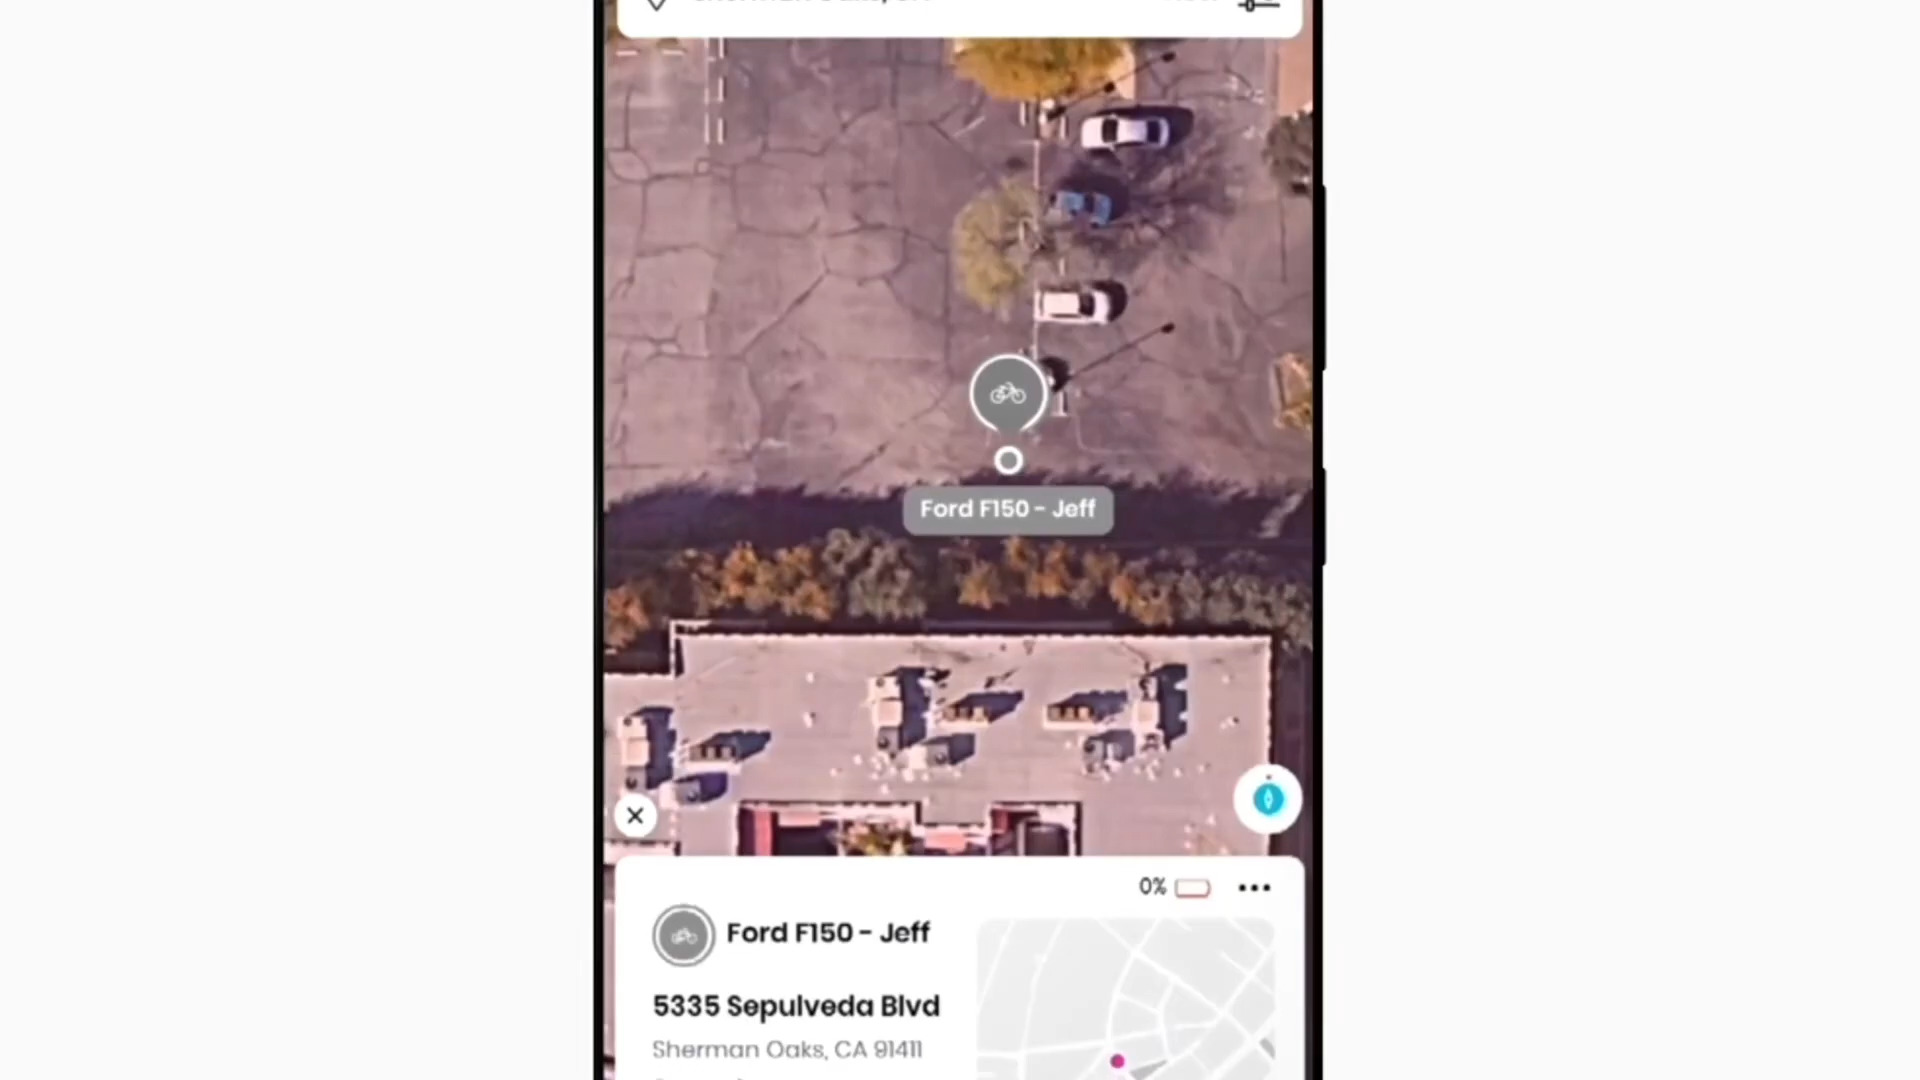 Ford F150 - Jeff
0%
Ford F150 - Jeff
5335 Sepulveda Blvd
Sherman Oaks, CA 91411